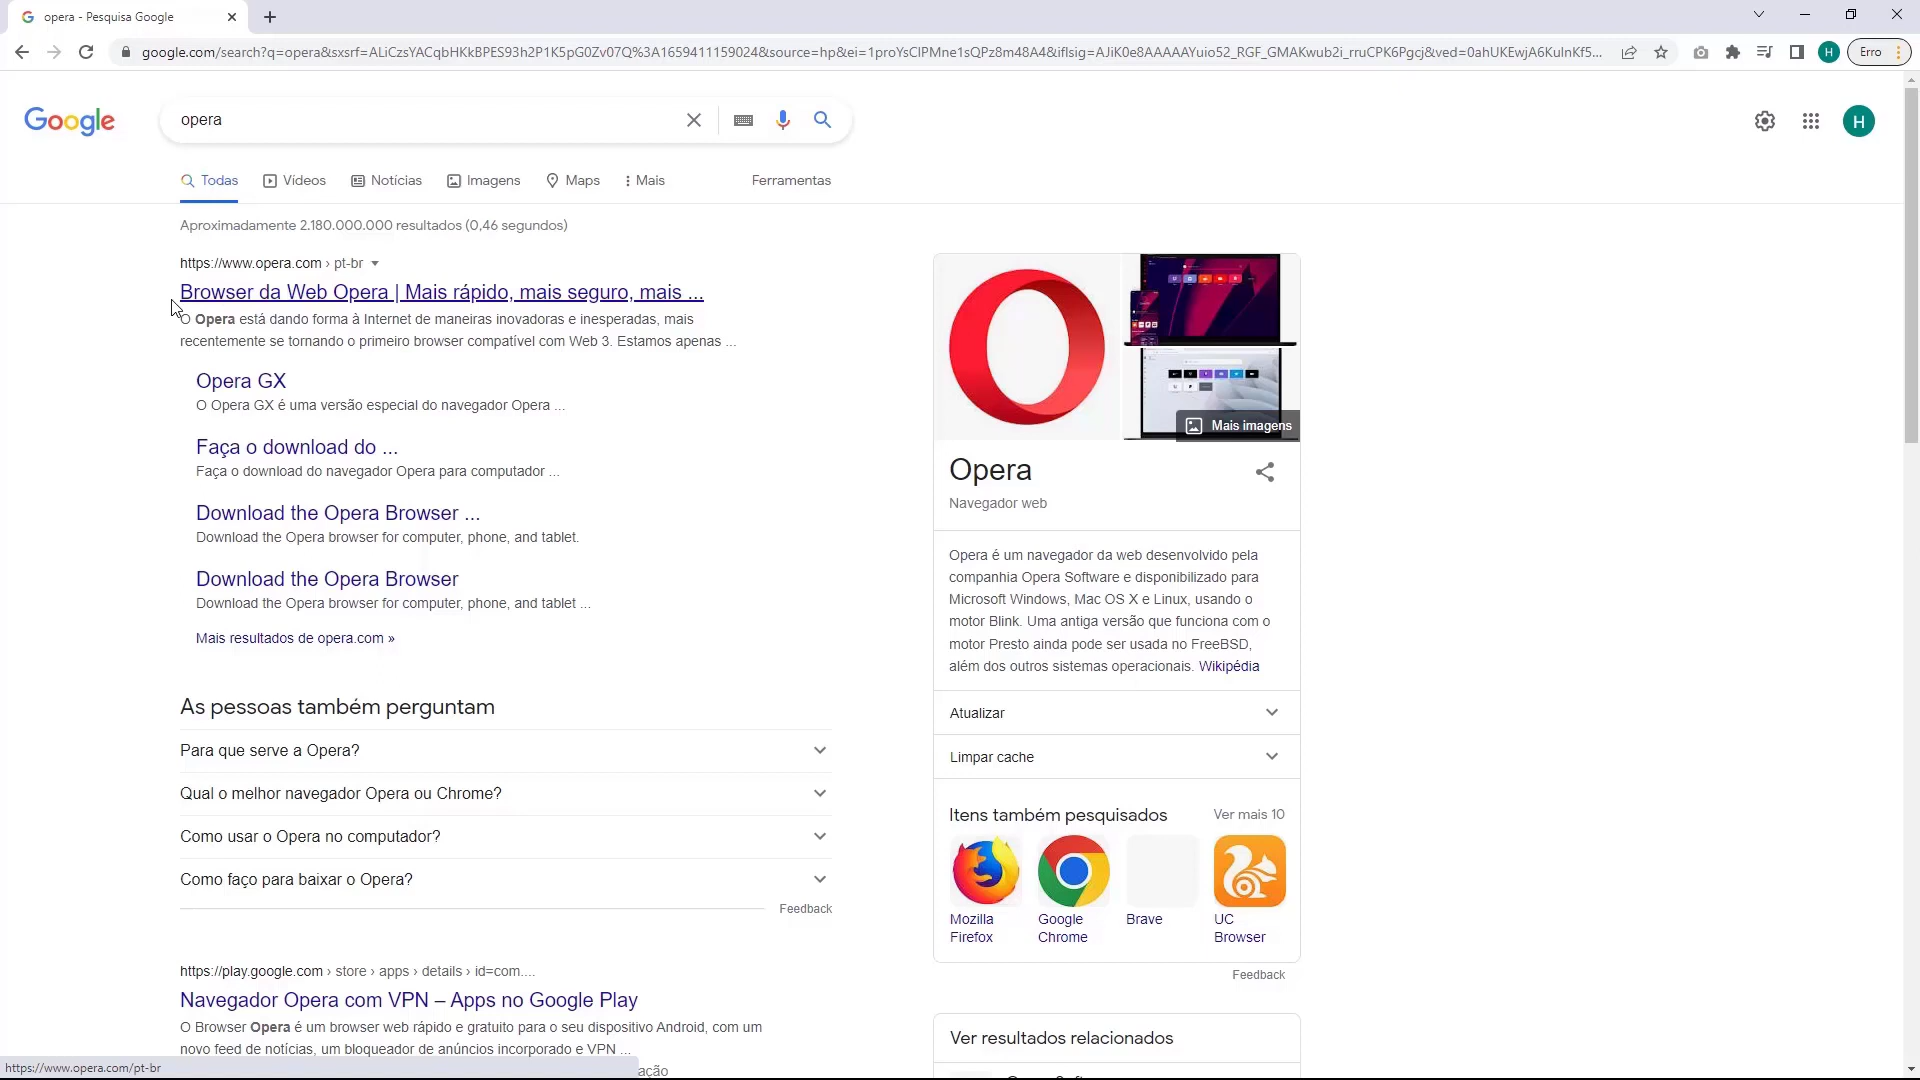 opera - Pesquisa Google
google.com/search?q=opera&sxsrf=ALiCzsYACqbHKkBPES93h2P1K5pG0Zv07Q%3A1659411159024&source=hp&ei=1proYsClPMne1sQPz8m48A4&iflsig=AJiK0e8AAAAAYuio52_RGF_GMAKwub2i_rruCPK6Pgcj&ved=0ahUKEwjA6KulnKf5...
H
Erro
Google
opera
H
Todas
Vídeos
Notícias
Imagens
Maps
Mais
Ferramentas
Aproximadamente 2.180.000.000 resultados (0,46 segundos)
https://www.opera.com › pt-br
Browser da Web Opera | Mais rápido, mais seguro, mais ...
O Opera está dando forma à Internet de maneiras inovadoras e inesperadas, mais
recentemente se tornando o primeiro browser compatível com Web 3. Estamos apenas ...
Opera GX
O Opera GX é uma versão especial do navegador Opera ...
Faça o download do ...
Faça o download do navegador Opera para computador ...
Download the Opera Browser ...
Download the Opera browser for computer, phone, and tablet.
Download the Opera Browser
Download the Opera browser for computer, phone, and tablet ...
Mais resultados de opera.com »
As pessoas também perguntam
Para que serve a Opera?
Qual o melhor navegador Opera ou Chrome?
Como usar o Opera no computador?
Como faço para baixar o Opera?
Feedback
https://play.google.com › store › apps › details › id=com....
Navegador Opera com VPN – Apps no Google Play
O Browser Opera é um browser web rápido e gratuito para o seu dispositivo Android, com um
novo feed de notícias, um bloqueador de anúncios incorporado e VPN ...
ação
https://www.opera.com/pt-br
Mais imagens
Opera
Navegador web
Opera é um navegador da web desenvolvido pela
companhia Opera Software e disponibilizado para
Microsoft Windows, Mac OS X e Linux, usando o
motor Blink. Uma antiga versão que funciona com o
motor Presto ainda pode ser usada no FreeBSD,
além dos outros sistemas operacionais. Wikipédia
Atualizar
Limpar cache
Itens também pesquisados
Ver mais 10
Mozilla
Firefox
Google
Chrome
Brave
UC
Browser
Feedback
Ver resultados relacionados